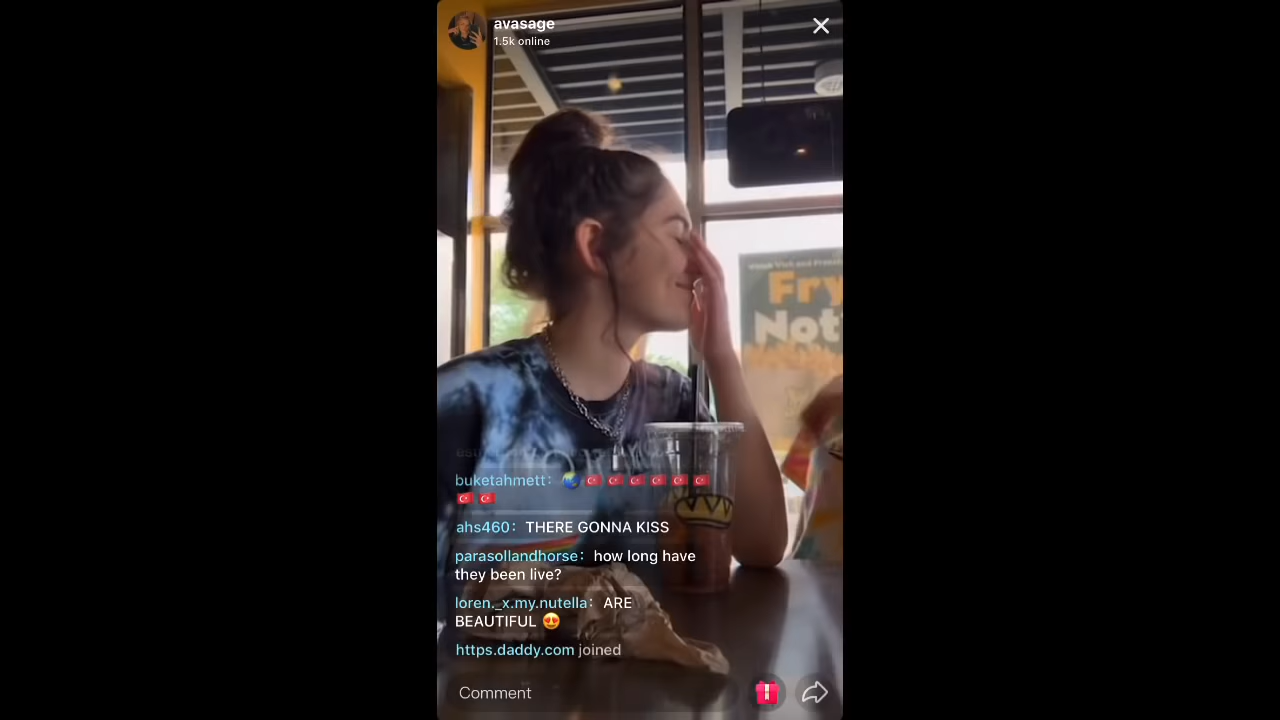 avasage
1.5k online
Fry
Not
buketahmett: 🌏🇹🇷🇹🇷🇹🇷🇹🇷🇹🇷🇹🇷
🇹🇷🇹🇷
ahs460: THERE GONNA KISS
parasollandhorse: how long have
they been live?
loren._x.my.nutella: ARE
BEAUTIFUL 😍
https.daddy.com joined
Comment